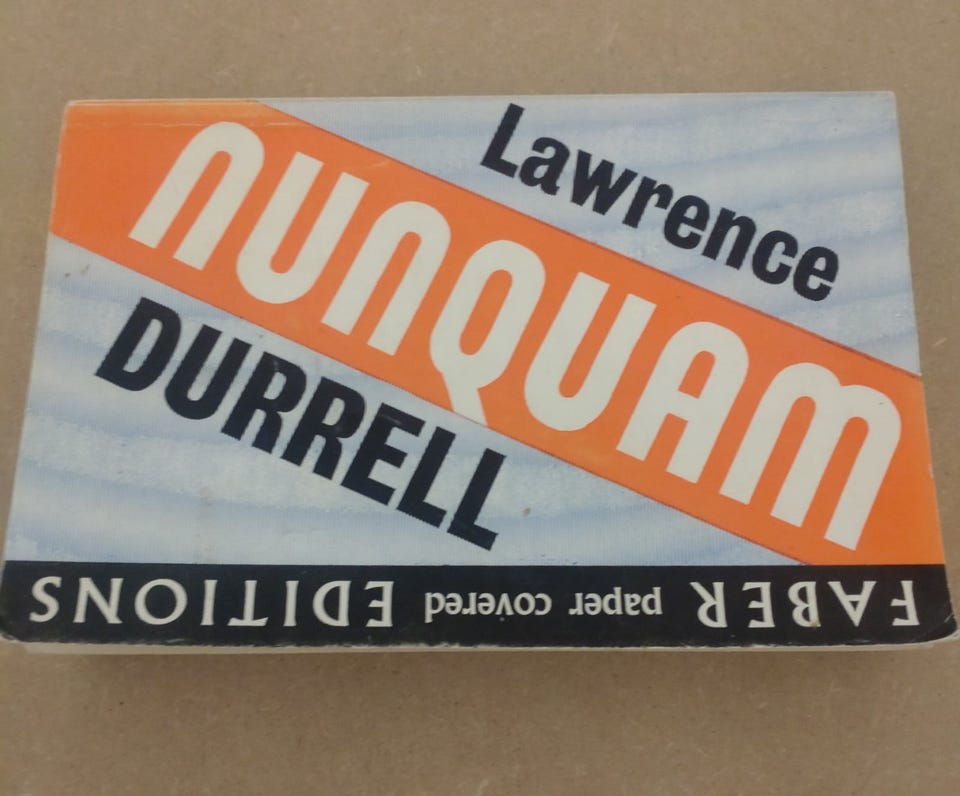 Lawrence
NUNQUAM
DURRELL
FABER paper covered EDITIONS